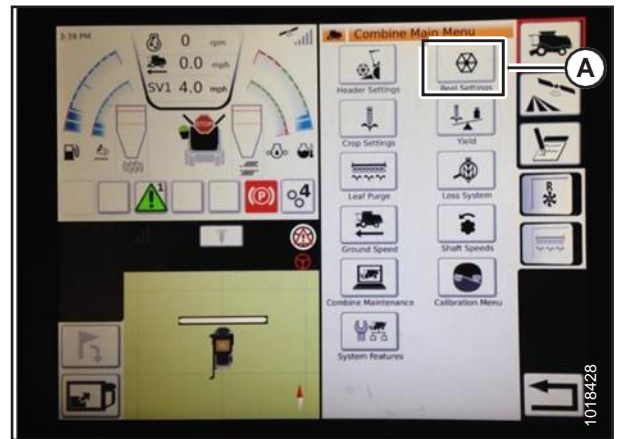 3:39 PM
0 rpm
0.0 mph
SV1 4.0 mph
STOP
1
(P)
4
Combine Main Menu
Header Settings
Reel Settings
A
Crop Settings
Yield
Leaf Purge
Loss System
R
Ground Speed
Shaft Speeds
Combine Maintenance
Calibration Menu
System Features
1018428